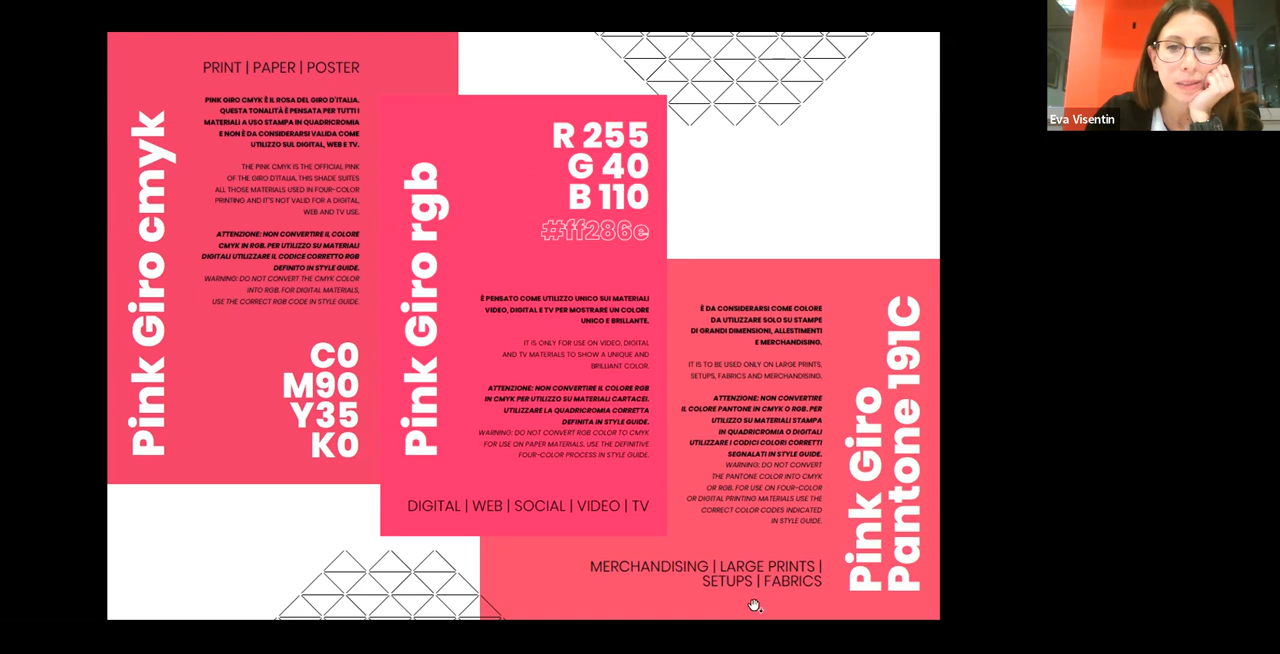 PRINT | PAPER | POSTER
Pink Giro cmyk
PINK GIRO CMYK È IL ROSA DEL GIRO D'ITALIA.
QUESTA TONALITÀ È PENSATA PER TUTTI I
MATERIALI A USO STAMPA IN QUADRICROMIA
E NON È DA CONSIDERARSI VALIDA COME
UTILIZZO SUL DIGITAL, WEB E TV.
THE PINK CMYK IS THE OFFICIAL PINK
OF THE GIRO D'ITALIA. THIS SHADE SUITES
ALL THOSE MATERIALS USED IN FOUR-COLOR
PRINTING AND IT'S NOT VALID FOR A DIGITAL,
WEB AND TV USE.
ATTENZIONE: NON CONVERTIRE IL COLORE
CMYK IN RGB. PER UTILIZZO SU MATERIALI
DIGITALI UTILIZZARE IL CODICE CORRETTO RGB
DEFINITO IN STYLE GUIDE.
WARNING: DO NOT CONVERT THE CMYK COLOR
INTO RGB. FOR DIGITAL MATERIALS,
USE THE CORRECT RGB CODE IN STYLE GUIDE.
C0
M90
Y35
K0
Pink Giro rgb
R 255
G 40
B 110
#ff286e
È PENSATO COME UTILIZZO UNICO SUI MATERIALI
VIDEO, DIGITAL E TV PER MOSTRARE UN COLORE
UNICO E BRILLANTE.
IT IS ONLY FOR USE ON VIDEO, DIGITAL
AND TV MATERIALS TO SHOW A UNIQUE AND
BRILLIANT COLOR.
ATTENZIONE: NON CONVERTIRE IL COLORE RGB
IN CMYK PER UTILIZZO SU MATERIALI CARTACEI.
UTILIZZARE LA QUADRICROMIA CORRETTA
DEFINITA IN STYLE GUIDE.
WARNING: DO NOT CONVERT RGB COLOR TO CMYK
FOR USE ON PAPER MATERIALS. USE THE DEFINITIVE
FOUR-COLOR PROCESS IN STYLE GUIDE.
DIGITAL | WEB | SOCIAL | VIDEO | TV
È DA CONSIDERARSI COME COLORE
DA UTILIZZARE SOLO SU STAMPE
DI GRANDI DIMENSIONI, ALLESTIMENTI
E MERCHANDISING.
IT IS TO BE USED ONLY ON LARGE PRINTS,
SETUPS, FABRICS AND MERCHANDISING.
ATTENZIONE: NON CONVERTIRE
IL COLORE PANTONE IN CMYK O RGB. PER
UTILIZZO SU MATERIALI STAMPA
IN QUADRICROMIA O DIGITALI
UTILIZZARE I CODICI COLORI CORRETTI
SEGNALATI IN STYLE GUIDE.
WARNING: DO NOT CONVERT
THE PANTONE COLOR INTO CMYK
OR RGB. FOR USE ON FOUR-COLOR
OR DIGITAL PRINTING MATERIALS USE THE
CORRECT COLOR CODES INDICATED
IN STYLE GUIDE.
Pink Giro
Pantone 191C
MERCHANDISING | LARGE PRINTS |
SETUPS | FABRICS
Eva Visentin